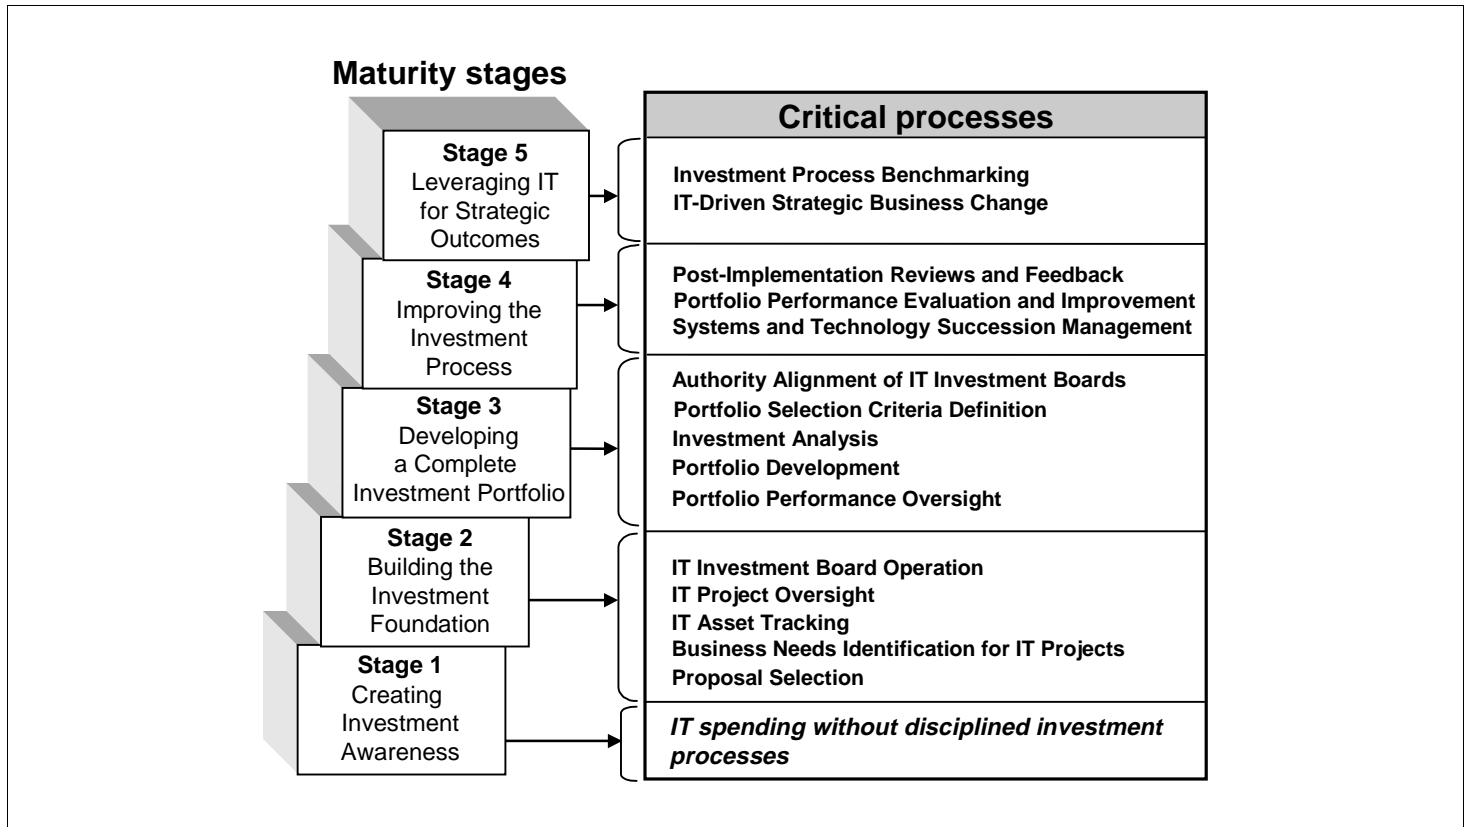 Maturity stages
Critical processes
Stage 5
Leveraging IT
for Strategic
Outcomes
Investment Process Benchmarking
IT-Driven Strategic Business Change
Stage 4
Improving the
Investment
Process
Post-Implementation Reviews and Feedback
Portfolio Performance Evaluation and Improvement
Systems and Technology Succession Management
Stage 3
Developing
a Complete
Investment Portfolio
Authority Alignment of IT Investment Boards
Portfolio Selection Criteria Definition
Investment Analysis
Portfolio Development
Portfolio Performance Oversight
Stage 2
Building the
Investment
Foundation
IT Investment Board Operation
IT Project Oversight
IT Asset Tracking
Business Needs Identification for IT Projects
Proposal Selection
Stage 1
Creating
Investment
Awareness
IT spending without disciplined investment
processes